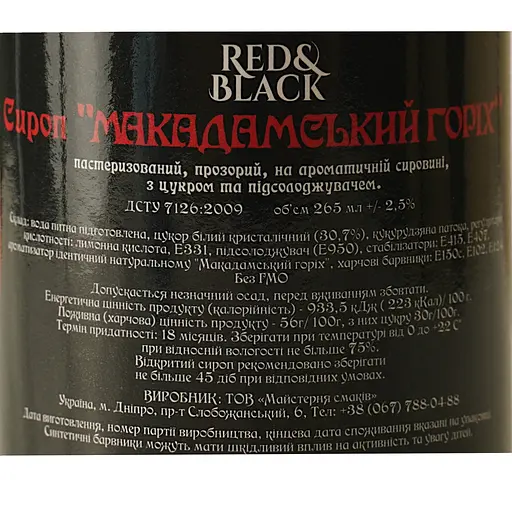 RED&
BLACK
Сироп "МАКАДАМСЬКИЙ ГОРІХ"
пастеризований, прозорий, на ароматичній сировині,
з цукром та підсолоджувачем.
ДСТУ 7126:2009 об'єм 265 мл +/- 2,5%
Склад: вода питна підготовлена, цукор білий кристалічний (30,7%), кукурудзяна патока, регулятор
кислотності: лимонна кислота, Е331, підсолоджувач (Е950), стабілізатори: Е415, Е407,
ароматизатор ідентичний натуральному "Макадамський горіх", харчові барвники: Е150с, Е102, Е124
Без ГМО
Допускається незначний осад, перед вживанням збовтати.
Енергетична цінність продукту (калорійність) - 933,5 кДж ( 223 кКал)/ 100 г.
Поживна (харчова) цінність продукту - 56г/ 100г, з них цукру 30г/100г.
Термін придатності: 18 місяців. Зберігати при температурі від 0 до +22 С°
при відносній вологості не більше 75%.
Відкритий сироп рекомендовано зберігати
не більше 45 діб при відповідних умовах.
ВИРОБНИК: ТОВ «Майстерня смаків»
Україна, м. Дніпро, пр-т Слобожанський, 6, Тел: +38 (067) 788-04-88
Дата виготовлення, номер партії виробництва, кінцева дата споживання вказані на упаковці
Синтетичні барвники можуть мати шкідливий вплив на активність та увагу дітей.